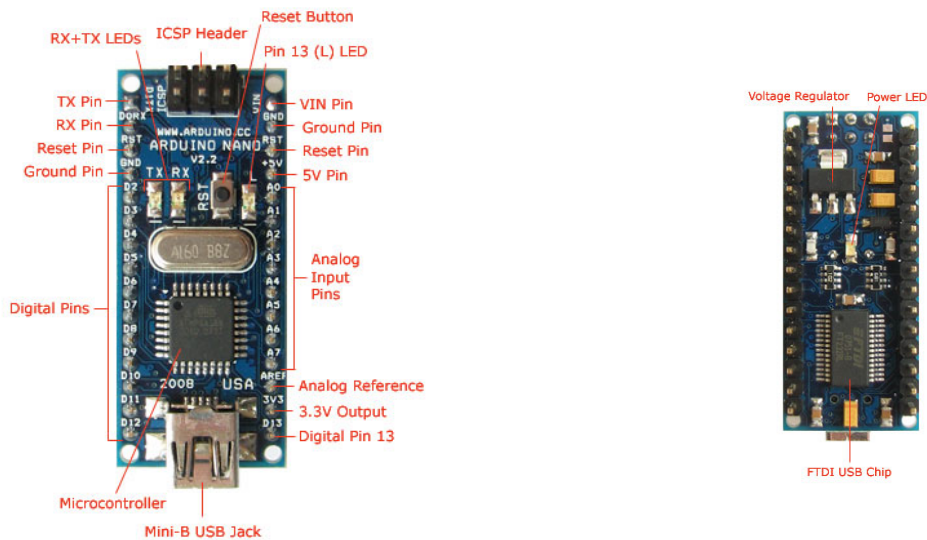 Reset Button
ICSP Header
RX+TX LEDs
Pin 13 (L) LED
TX Pin
RX Pin
Reset Pin
Ground Pin
Digital Pins
Microcontroller
Mini-B USB Jack
VIN Pin
Ground Pin
Reset Pin
5V Pin
Analog
Input
Pins
Analog Reference
3.3V Output
Digital Pin 13
ICSP
VIN
GND
WWW.ARDUINO.CC
ARDUINO NANO
V2.2
TX RX
RST
RST
GND
D2
D3
D4
D5
D6
D7
D8
D9
D10
D11
D12
RST
+5V
A0
A1
A2
A3
A4
A5
A6
A7
AREF
3V3
D13
2008 USA
Voltage Regulator
Power LED
FTDI
FTDI USB Chip